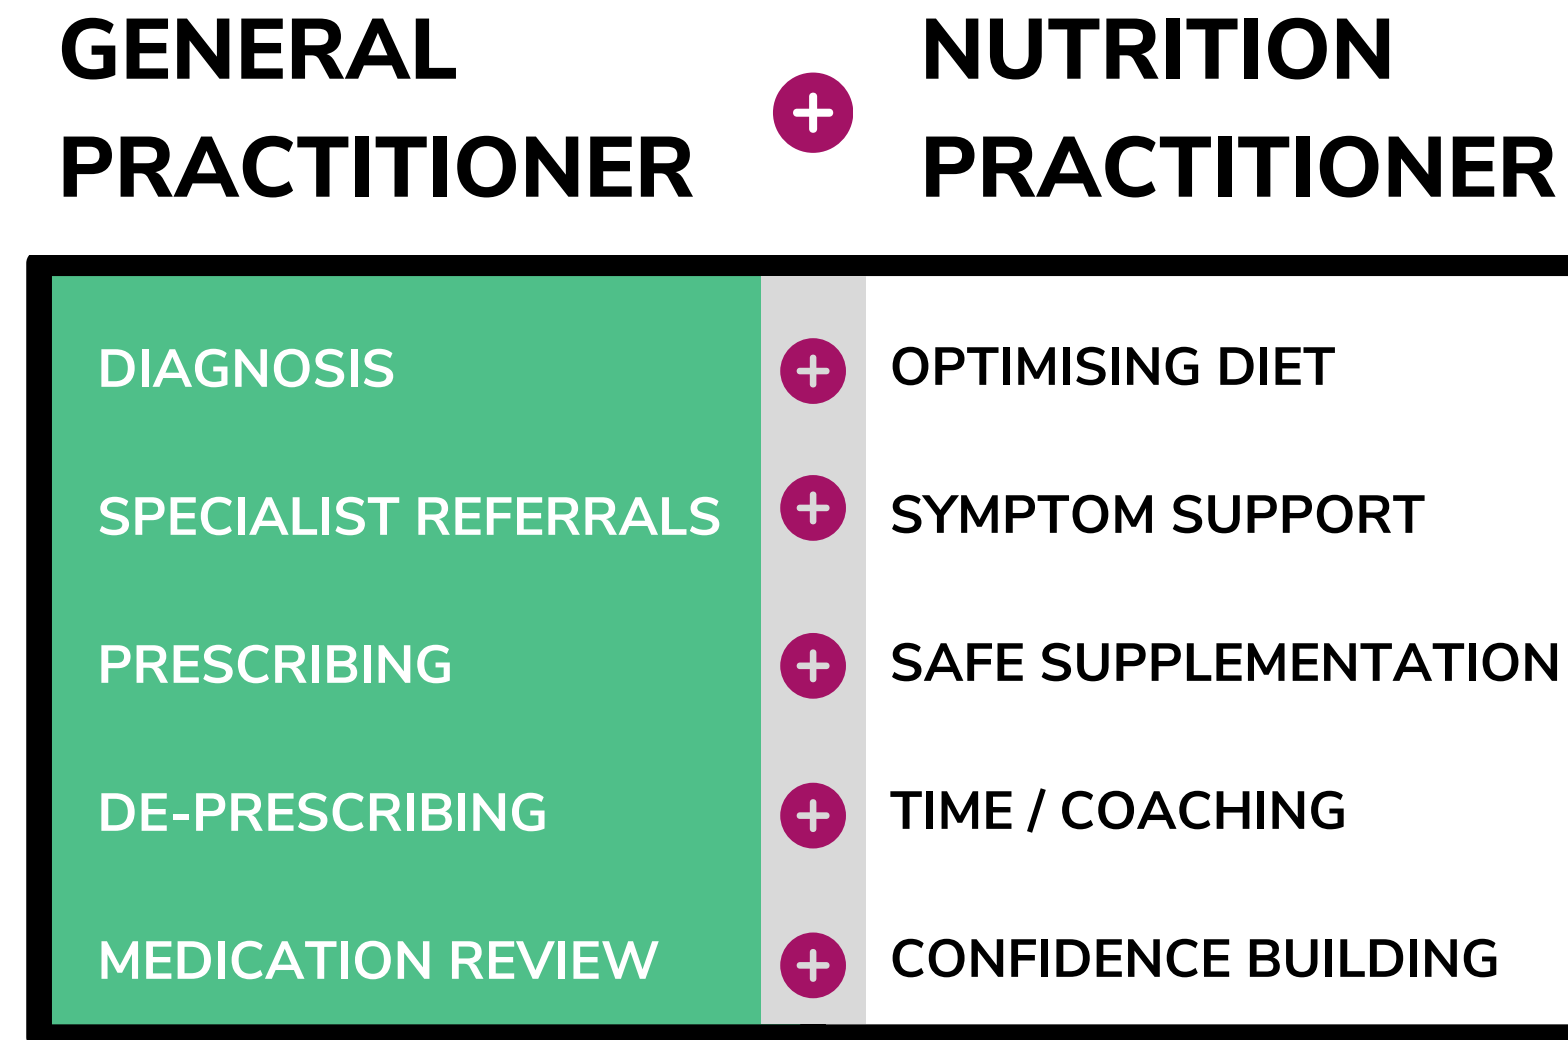 GENERAL
PRACTITIONER
NUTRITION
PRACTITIONER
DIAGNOSIS
OPTIMISING DIET
SPECIALIST REFERRALS
SYMPTOM SUPPORT
PRESCRIBING
SAFE SUPPLEMENTATION
DE-PRESCRIBING
TIME / COACHING
MEDICATION REVIEW
CONFIDENCE BUILDING